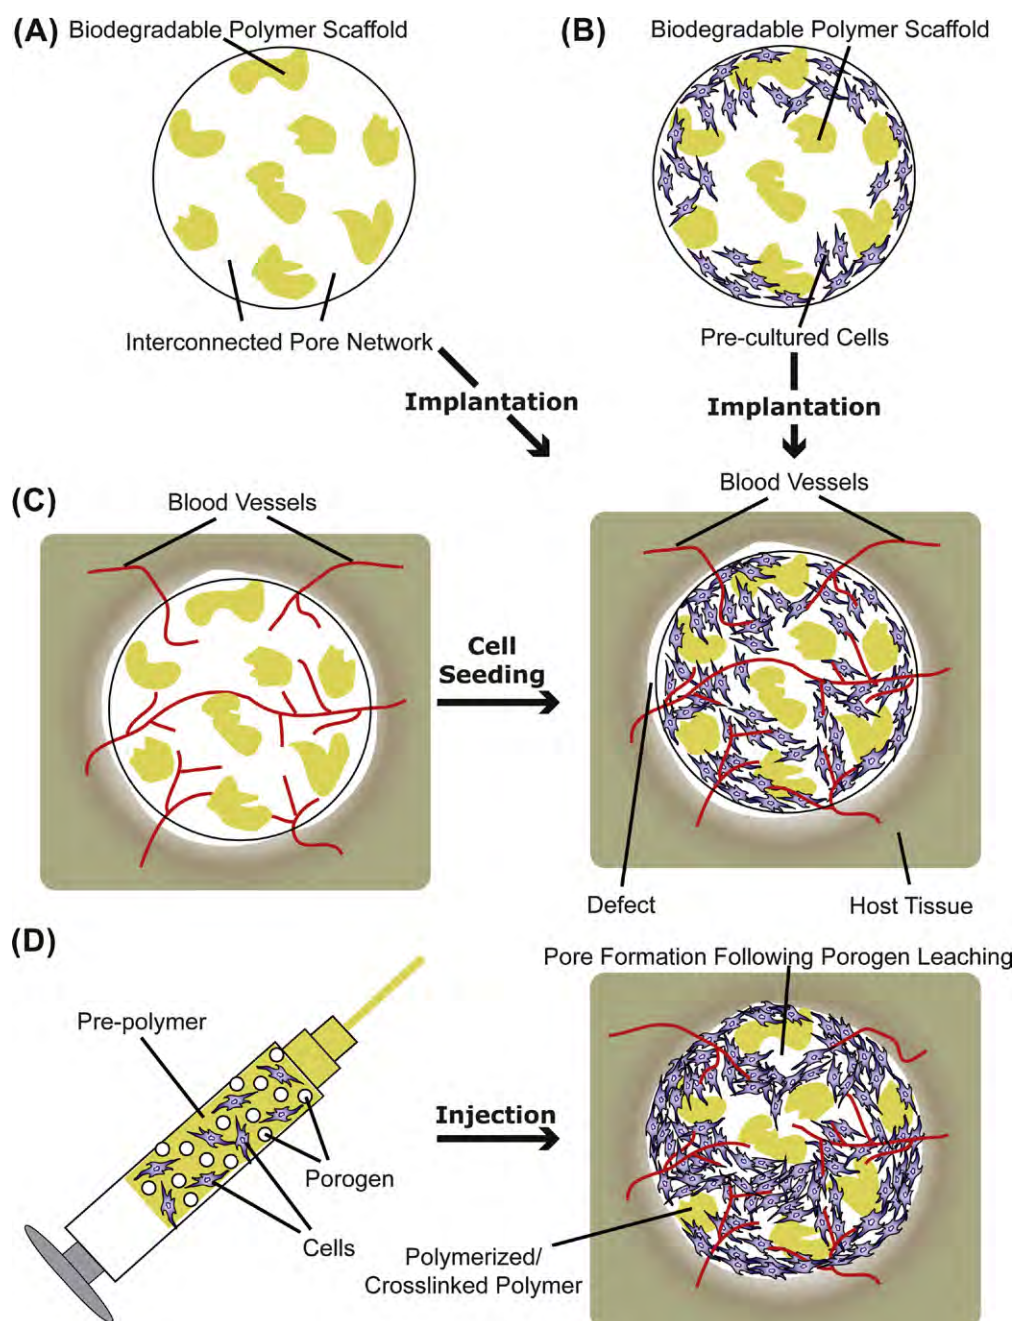 (A)
Biodegradable Polymer Scaffold
Interconnected Pore Network
(B)
Biodegradable Polymer Scaffold
Pre-cultured Cells
Implantation
Implantation
(C)
Blood Vessels
Cell
Seeding
Blood Vessels
Defect
Host Tissue
(D)
Pre-polymer
Porogen
Cells
Injection
Pore Formation Following Porogen Leaching
Polymerized/
Crosslinked Polymer